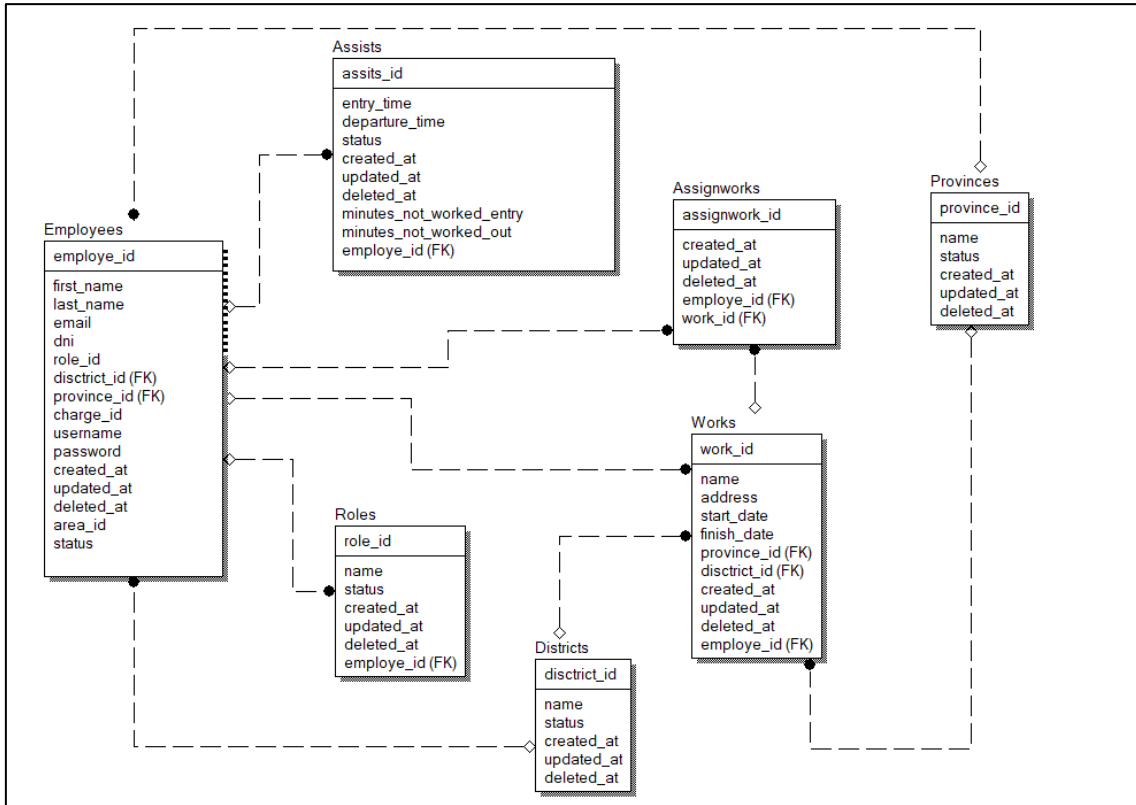 Assists
assits_id
entry_time
departure_time
status
created_at
updated_at
deleted_at
minutes_not_worked_entry
minutes_not_worked_out
employe_id (FK)
Assignworks
assignwork_id
created_at
updated_at
deleted_at
employe_id (FK)
work_id (FK)
Provinces
province_id
name
status
created_at
updated_at
deleted_at
Employees
employe_id
first_name
last_name
email
dni
role_id
disctrict_id (FK)
province_id (FK)
charge_id
username
password
created_at
updated_at
deleted_at
area_id
status
Works
work_id
name
address
start_date
finish_date
province_id (FK)
disctrict_id (FK)
created_at
updated_at
deleted_at
employe_id (FK)
Roles
role_id
name
status
created_at
updated_at
deleted_at
employe_id (FK)
Districts
disctrict_id
name
status
created_at
updated_at
deleted_at